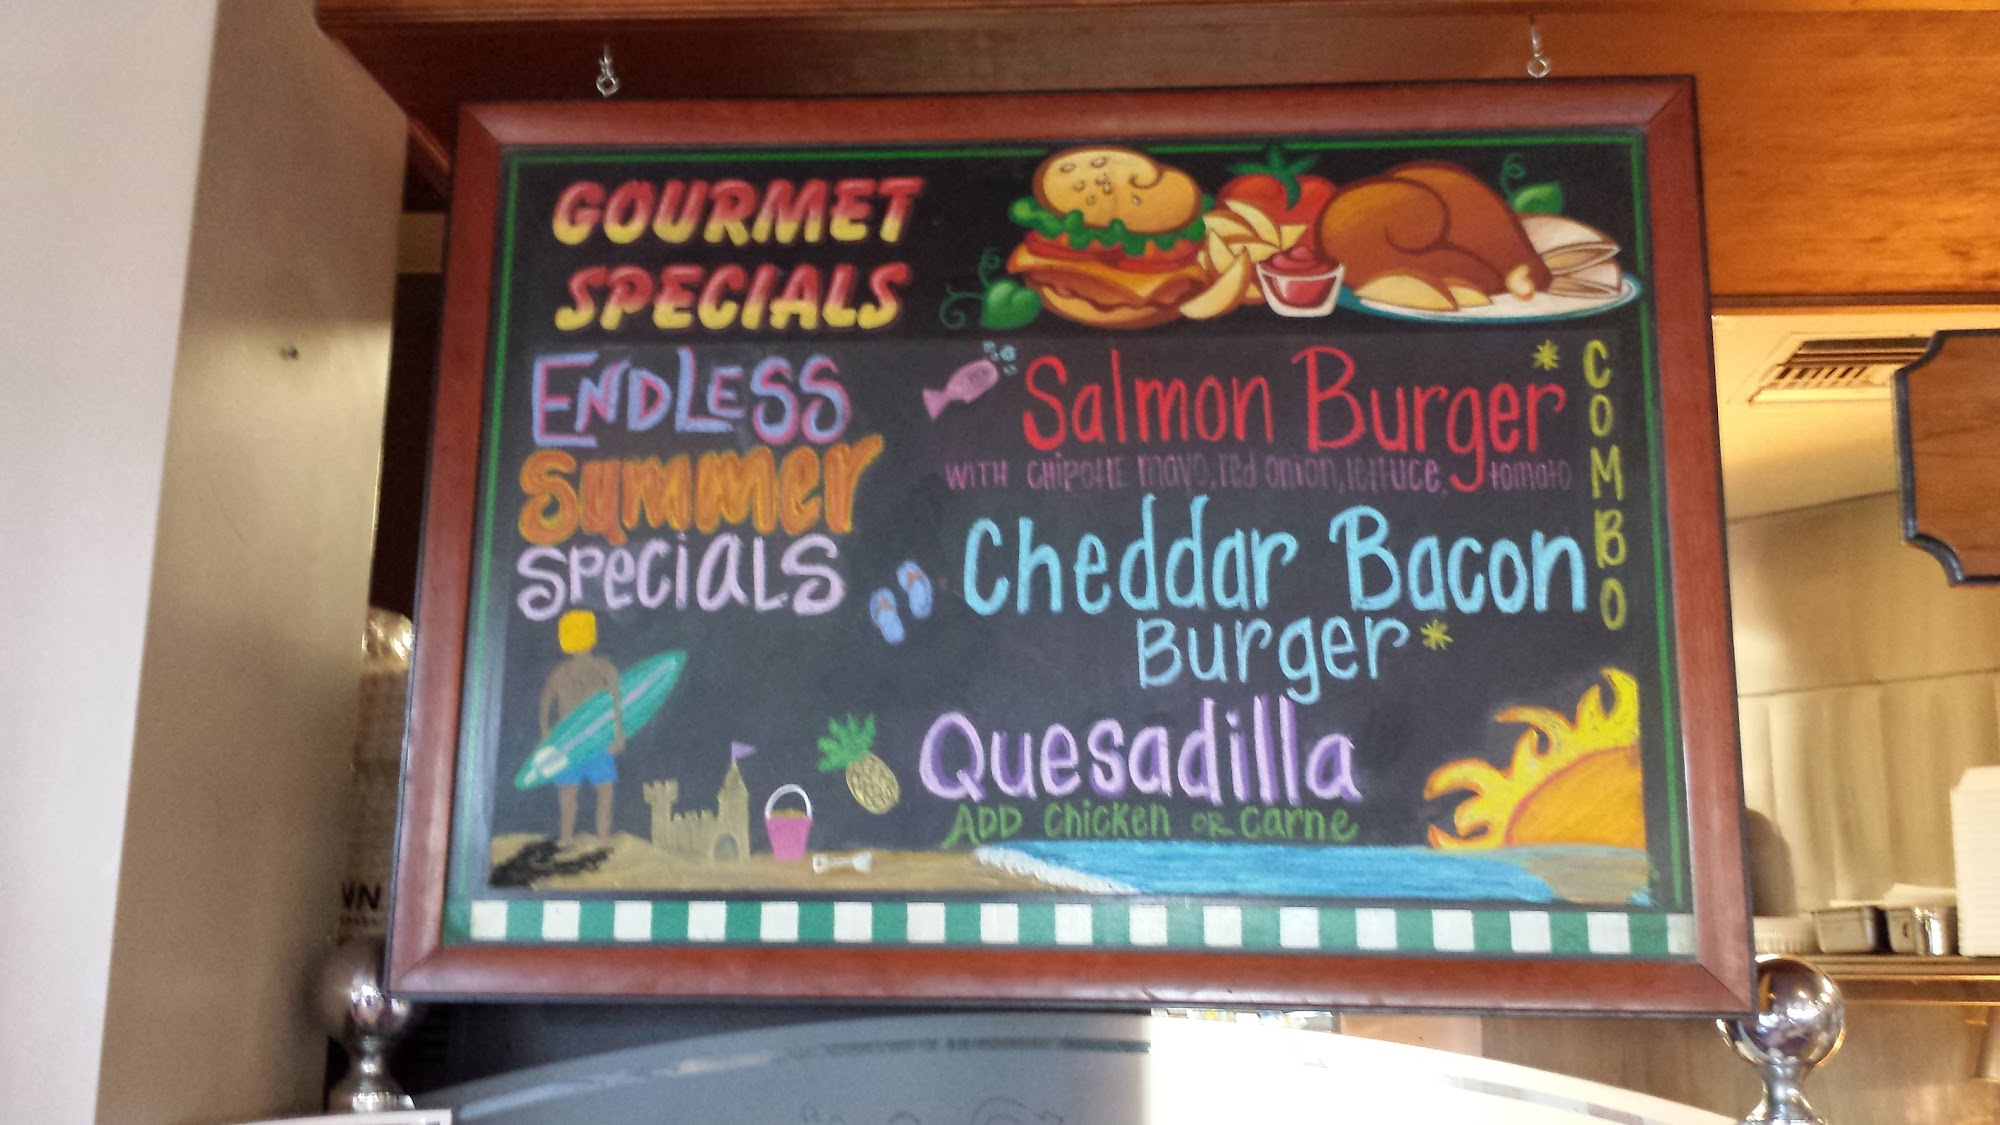 GOURMET
SPECIALS
ENDLESS
Summer
SPeciALS
Salmon Burger*
WITH CHIPOTLE mayo, red onion, lettuce, tomato
Cheddar Bacon
Burger*
Quesadilla
ADD Chicken OR Carne
COMBO